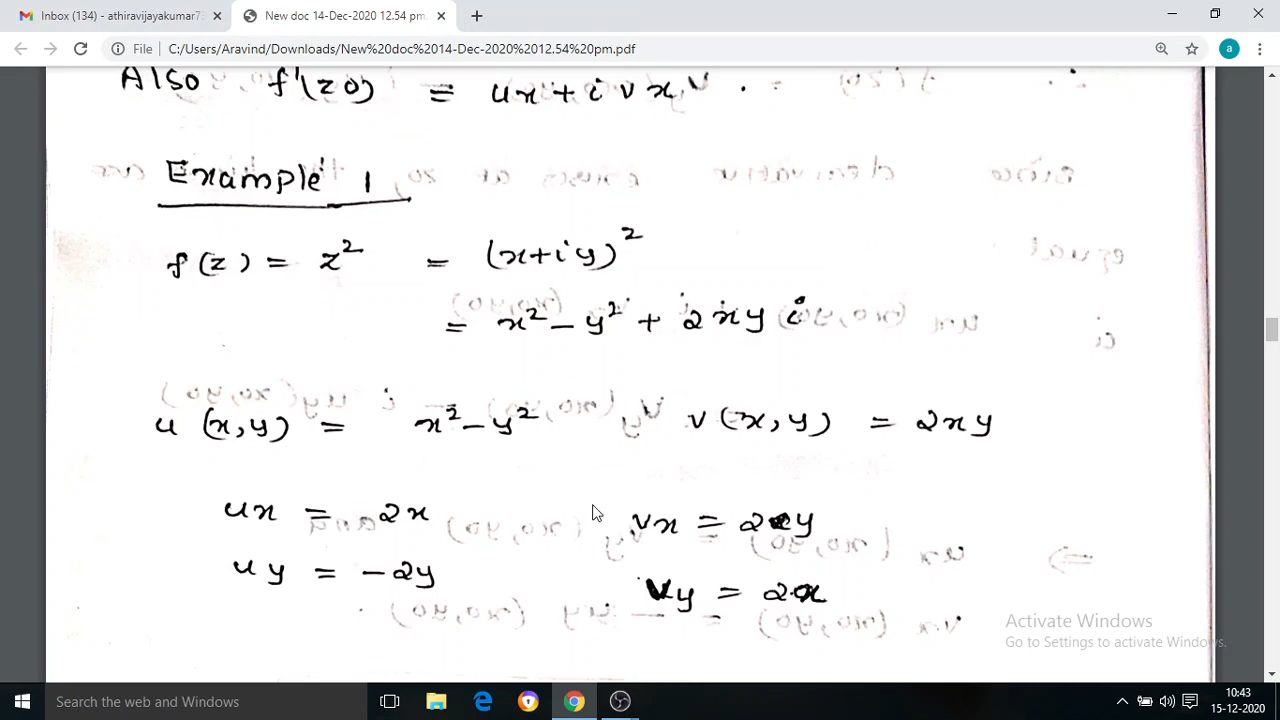 Inbox (134) - athiravijayakumar7:
New doc 14-Dec-2020 12.54 pm.
File
C:/Users/Aravind/Downloads/New%20doc%2014-Dec-2020%2012.54%20pm.pdf
a
Also f'(z0) = ux + i vx .
Example 1
f(z) = z² = (x+iy)²
= x² - y² + 2xy i
u (x,y) = x² - y² v (x,y) = 2xy
ux = 2x vx = 2y
uy = -2y vy = 2x
Activate Windows
Go to Settings to activate Windows.
Search the web and Windows
10:43
15-12-2020